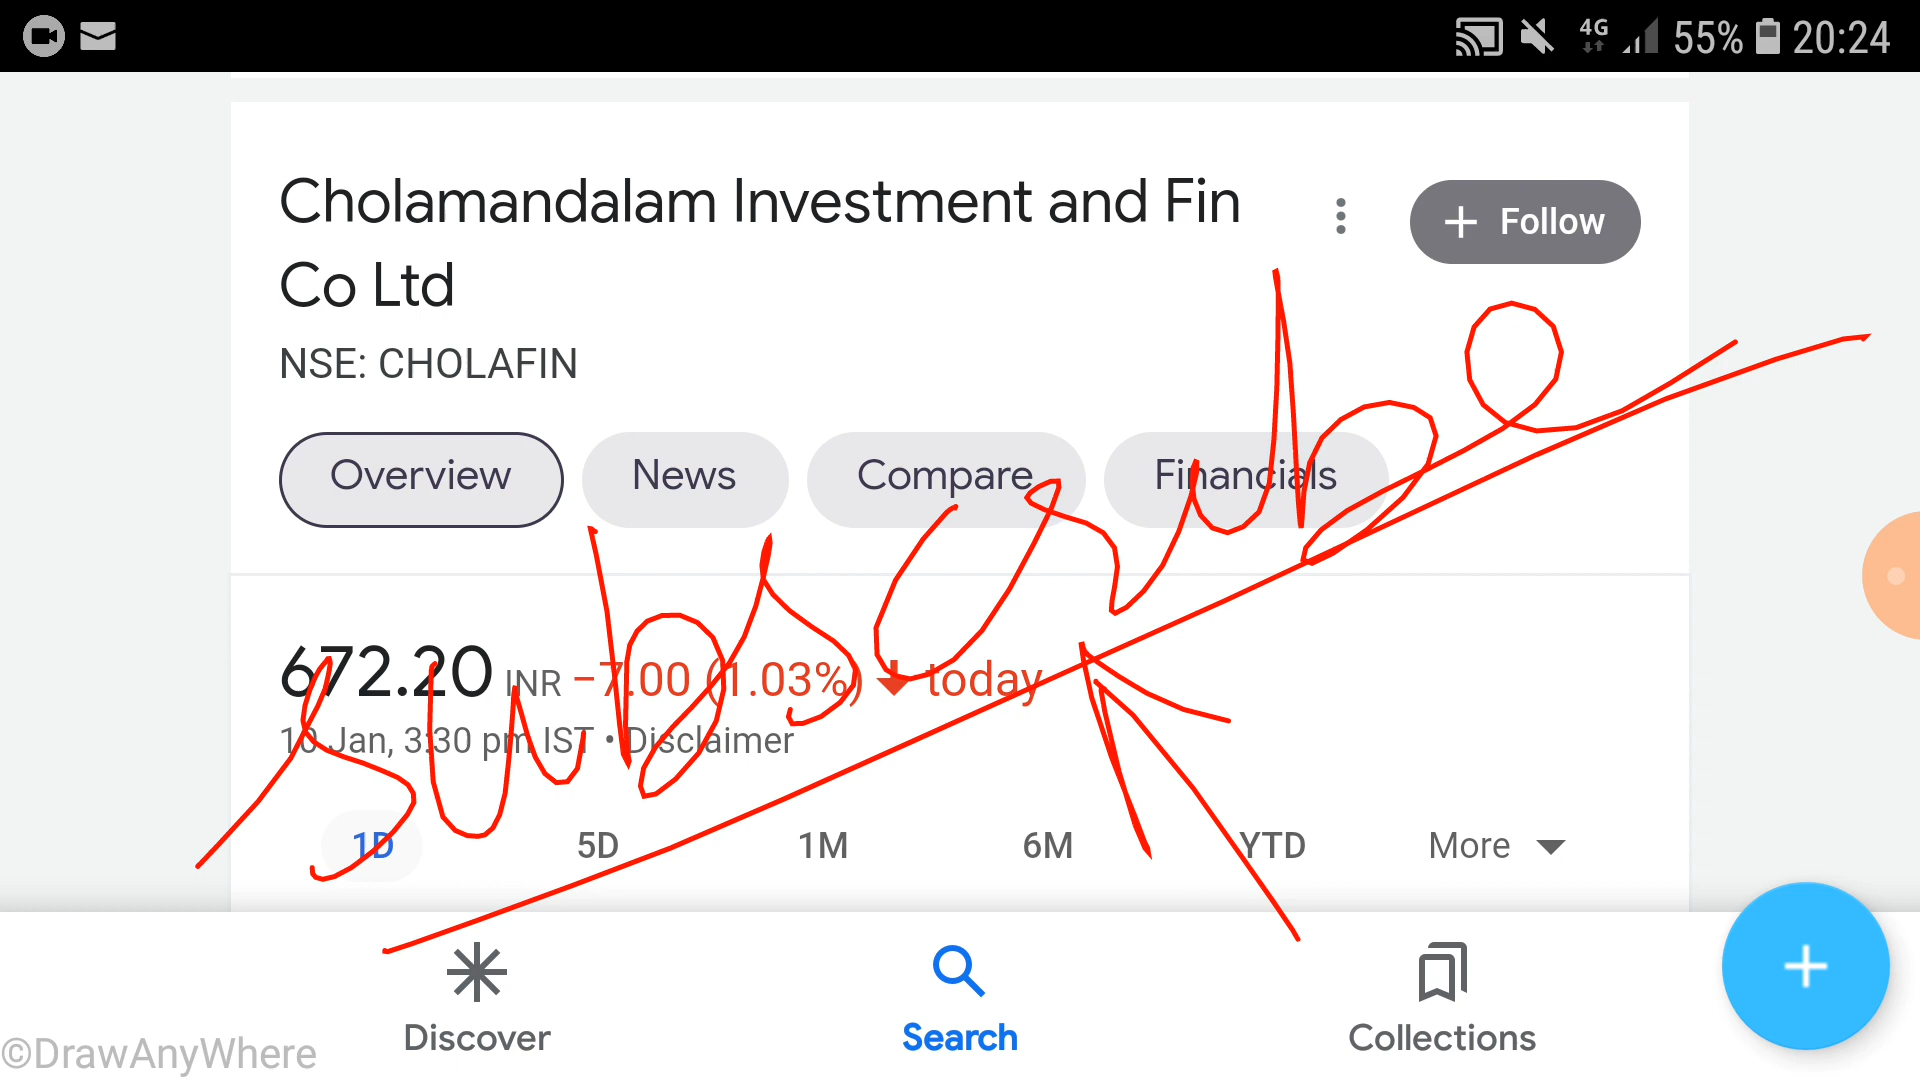 4G 55% 20:24
Cholamandalam Investment and Fin
Co Ltd
+ Follow
NSE: CHOLAFIN
Overview News Compare Financials
subscribe
672.20 INR −7.00 (1.03%) today
10 Jan, 3:30 pm IST • Disclaimer
1D 5D 1M 6M YTD More
Discover Search Collections
©DrawAnyWhere